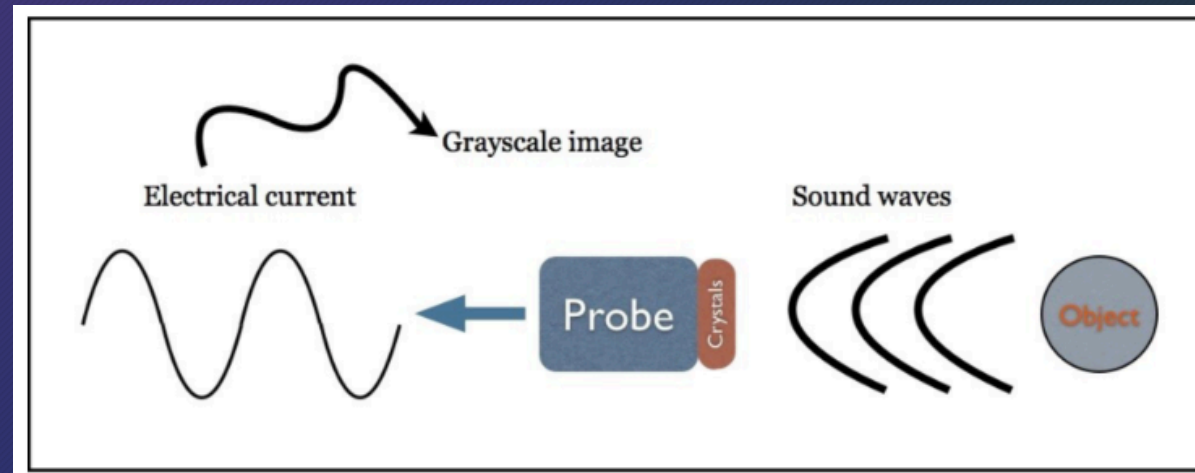 Grayscale image
Electrical current
Sound waves
Probe
Crystals
Object